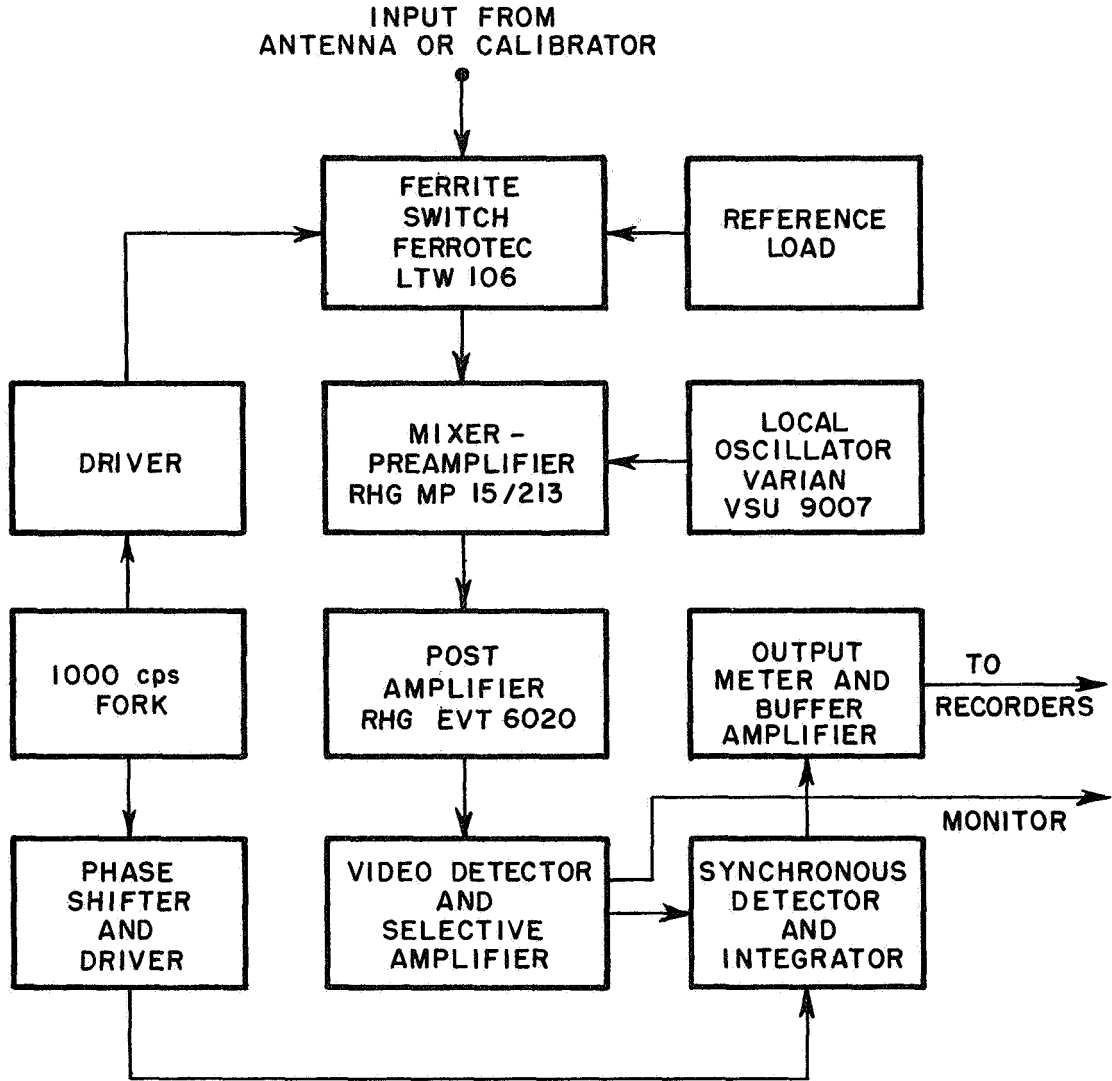 INPUT FROM
ANTENNA OR CALIBRATOR
FERRITE
SWITCH
FERROTEC
LTW 106
REFERENCE
LOAD
DRIVER
MIXER -
PREAMPLIFIER
RHG MP 15/213
LOCAL
OSCILLATOR
VARIAN
VSU 9007
1000 cps
FORK
POST
AMPLIFIER
RHG EVT 6020
OUTPUT
METER AND
BUFFER
AMPLIFIER
TO
RECORDERS
MONITOR
PHASE
SHIFTER
AND
DRIVER
VIDEO DETECTOR
AND
SELECTIVE
AMPLIFIER
SYNCHRONOUS
DETECTOR
AND
INTEGRATOR